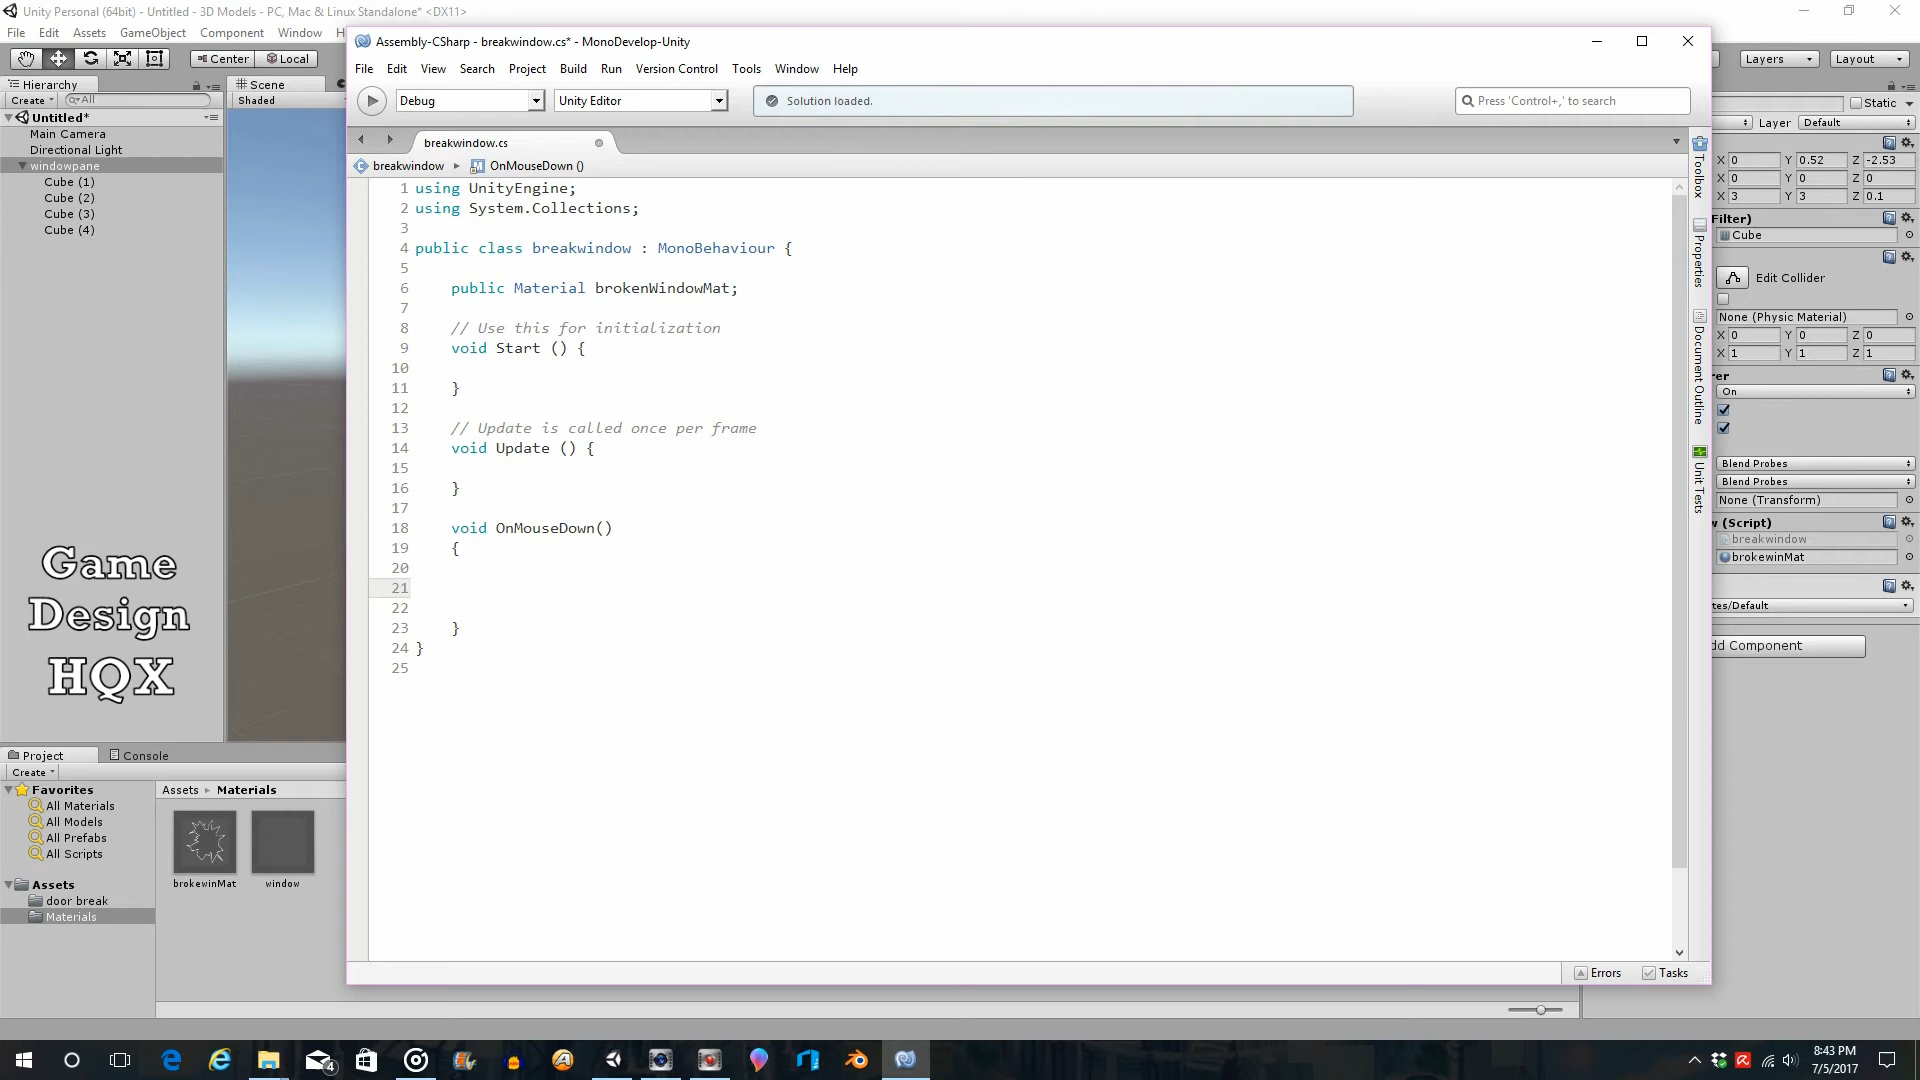 Unity Personal (64bit) - Untitled - 3D Models - PC, Mac & Linux Standalone* <DX11>
File Edit Assets GameObject Component Window H
Center Local
Layers Layout
Hierarchy
Scene
Create All
Shaded
Untitled*
Main Camera
Directional Light
windowpane
Cube (1)
Cube (2)
Cube (3)
Cube (4)
Assembly-CSharp - breakwindow.cs* - MonoDevelop-Unity
File Edit View Search Project Build Run Version Control Tools Window Help
Debug Unity Editor Solution loaded. Press 'Control+,' to search
breakwindow.cs
breakwindow OnMouseDown ()
1 using UnityEngine;
2 using System.Collections;
3
4 public class breakwindow : MonoBehaviour {
5
6 public Material brokenWindowMat;
7
8 // Use this for initialization
9 void Start () {
10
11 }
12
13 // Update is called once per frame
14 void Update () {
15
16 }
17
18 void OnMouseDown()
19 {
20
21
22
23 }
24 }
25
Toolbox
Properties
Document Outline
Unit Tests
Errors Tasks
Static
Layer Default
X 0 Y 0.52 Z -2.53
X 0 Y 0 Z 0
X 3 Y 3 Z 0.1
Filter)
Cube
Edit Collider
None (Physic Material)
X 0 Y 0 Z 0
X 1 Y 1 Z 1
rer
On
Blend Probes
Blend Probes
None (Transform)
w (Script)
breakwindow
brokewinMat
tes/Default
dd Component
Game
Design
HQX
Project Console
Create
Favorites
All Materials
All Models
All Prefabs
All Scripts
Assets
door break
Materials
Assets Materials
brokewinMat window
4
8:43 PM
7/5/2017